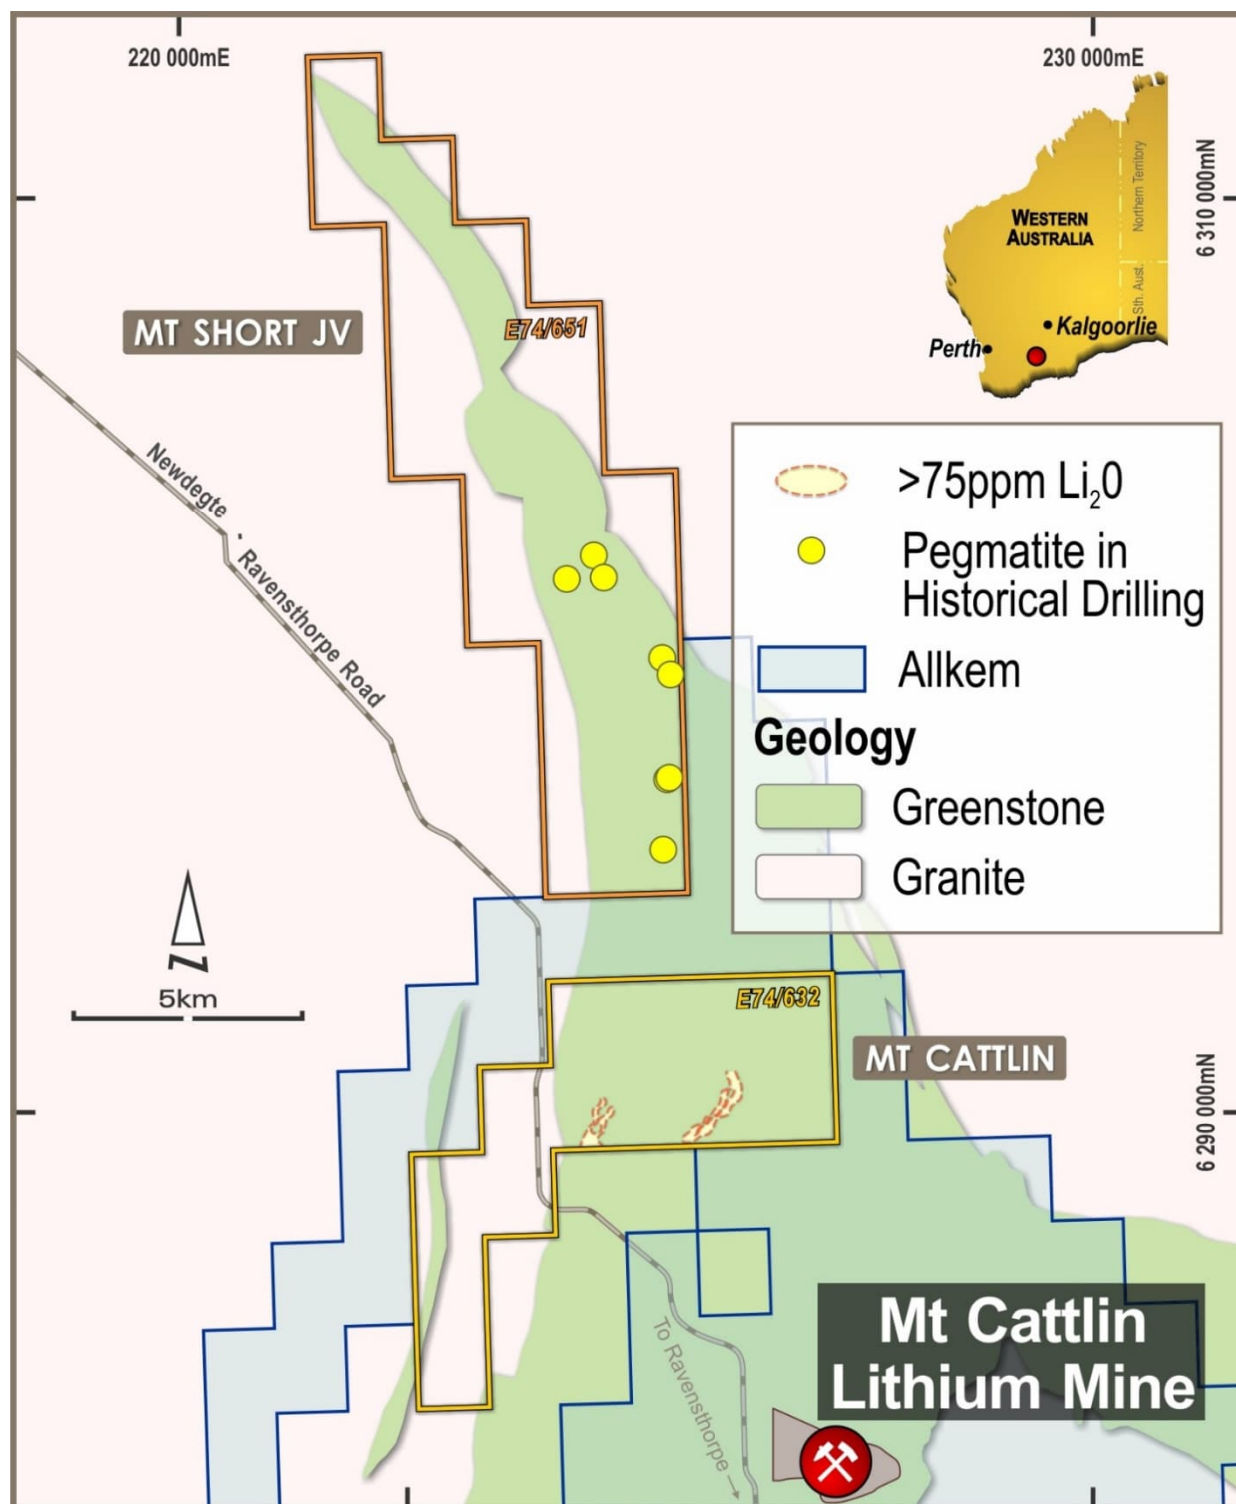 220 000mE
230 000mE
6 310 000mN
WESTERN
AUSTRALIA
Northern Territory
Sth. Aust.
Kalgoorlie
Perth
MT SHORT JV
E74/651
Newdegte -
Ravensthorpe Road
>75ppm Li₂0
Pegmatite in
Historical Drilling
Allkem
Geology
Greenstone
Granite
N
5km
E74/632
MT CATTLIN
6 290 000mN
Mt Cattlin
Lithium Mine
To Ravensthorpe →